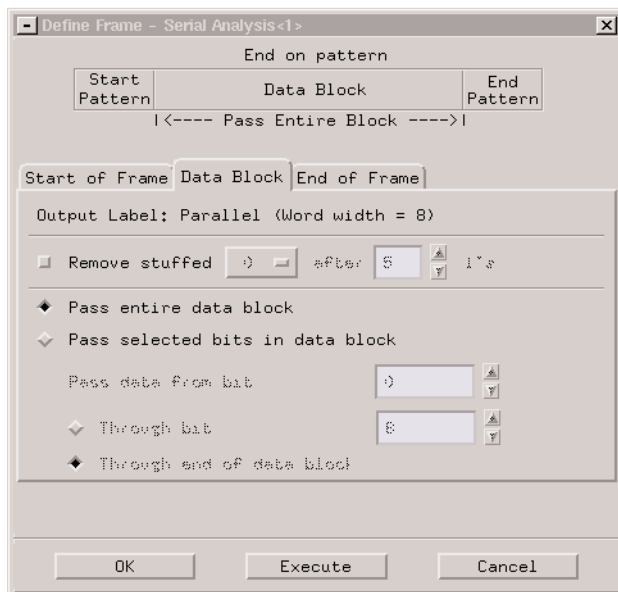 Define Frame - Serial Analysis<1>
End on pattern
Start Pattern
Data Block
End Pattern
|<---- Pass Entire Block ---->|
Start of Frame Data Block End of Frame
Output Label: Parallel (Word width = 8)
Remove stuffed 0 after 5 1's
Pass entire data block
Pass selected bits in data block
Pass data from bit 0
Through bit 8
Through end of data block
OK Execute Cancel